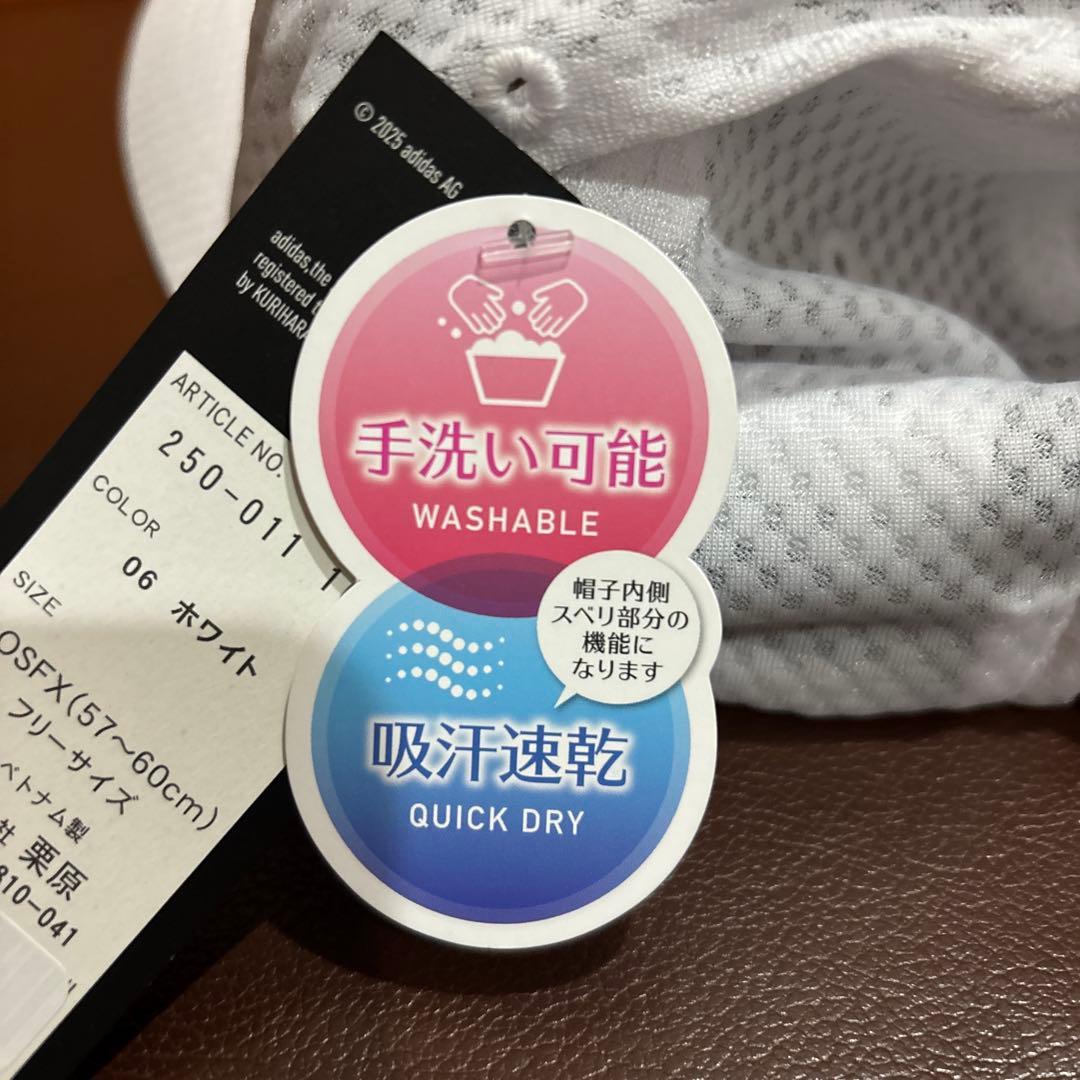 © 2025 adidas AG
adidas, the
registered
by KURIHARA
ARTICLE NO.
250-011 1
COLOR
06 ホワイト
SIZE
OSFX(57~60cm)
フリーサイズ
ベトナム製
社 栗原
810-041
手洗い可能
WASHABLE
帽子内側
スベリ部分の
機能に
なります
吸汗速乾
QUICK DRY